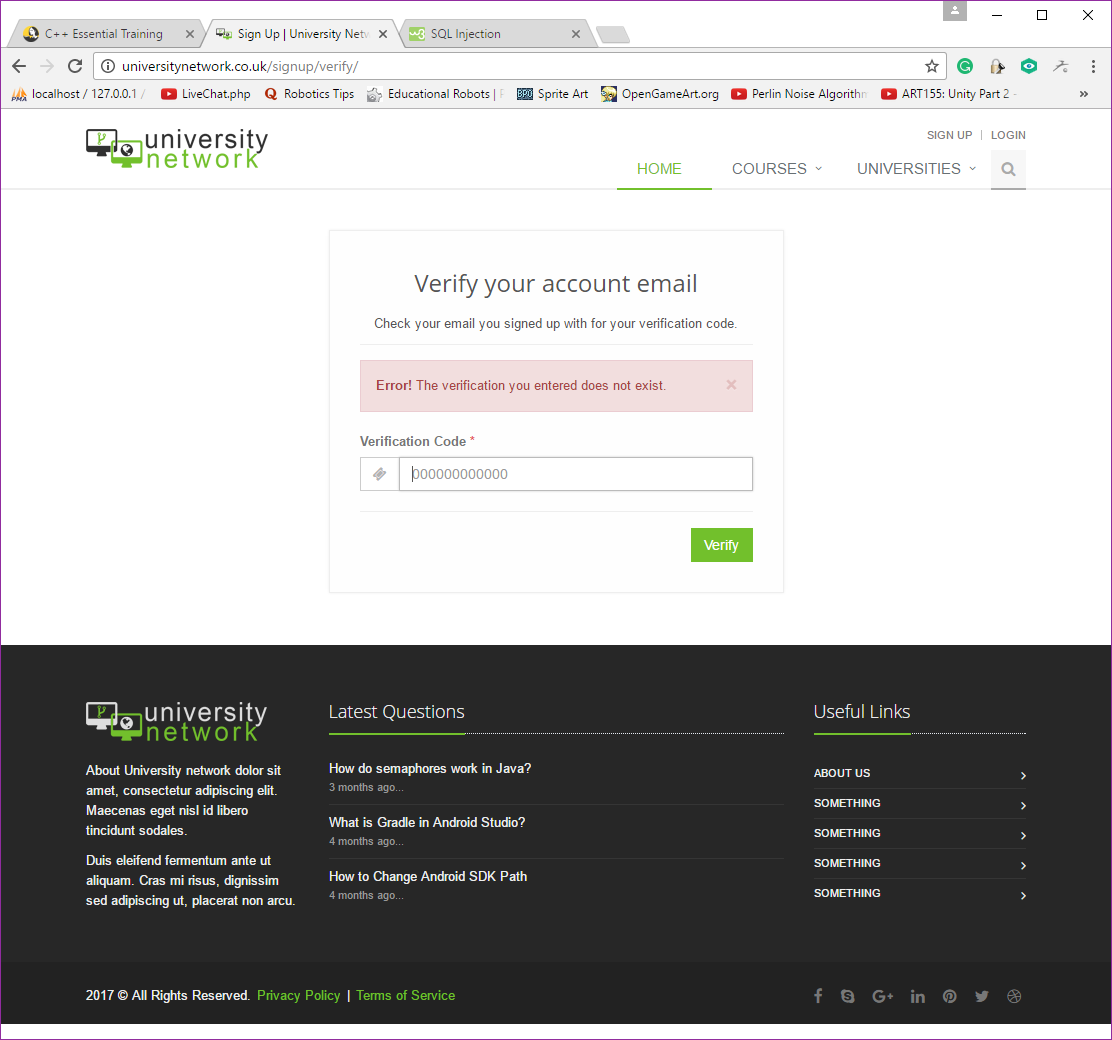 C++ Essential Training
Sign Up | University Netw
SQL Injection
universitynetwork.co.uk/signup/verify/
localhost / 127.0.0.1 /
LiveChat.php
Robotics Tips
Educational Robots |
Sprite Art
OpenGameArt.org
Perlin Noise Algorithm
ART155: Unity Part 2 -
»
university
network
SIGN UP | LOGIN
HOME
COURSES
UNIVERSITIES
Verify your account email
Check your email you signed up with for your verification code.
Error! The verification you entered does not exist.
Verification Code *
000000000000
Verify
university
network
About University network dolor sit
amet, consectetur adipiscing elit.
Maecenas eget nisl id libero
tincidunt sodales.
Duis eleifend fermentum ante ut
aliquam. Cras mi risus, dignissim
sed adipiscing ut, placerat non arcu.
Latest Questions
How do semaphores work in Java?
3 months ago...
What is Gradle in Android Studio?
4 months ago...
How to Change Android SDK Path
4 months ago...
Useful Links
ABOUT US
SOMETHING
SOMETHING
SOMETHING
SOMETHING
2017 © All Rights Reserved. Privacy Policy | Terms of Service